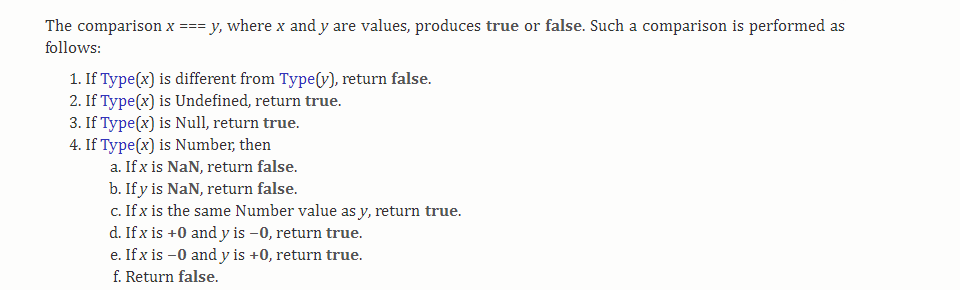 The comparison x === y, where x and y are values, produces true or false. Such a comparison is performed as
follows:
1. If Type(x) is different from Type(y), return false.
2. If Type(x) is Undefined, return true.
3. If Type(x) is Null, return true.
4. If Type(x) is Number, then
a. If x is NaN, return false.
b. If y is NaN, return false.
c. If x is the same Number value as y, return true.
d. If x is +0 and y is −0, return true.
e. If x is −0 and y is +0, return true.
f. Return false.